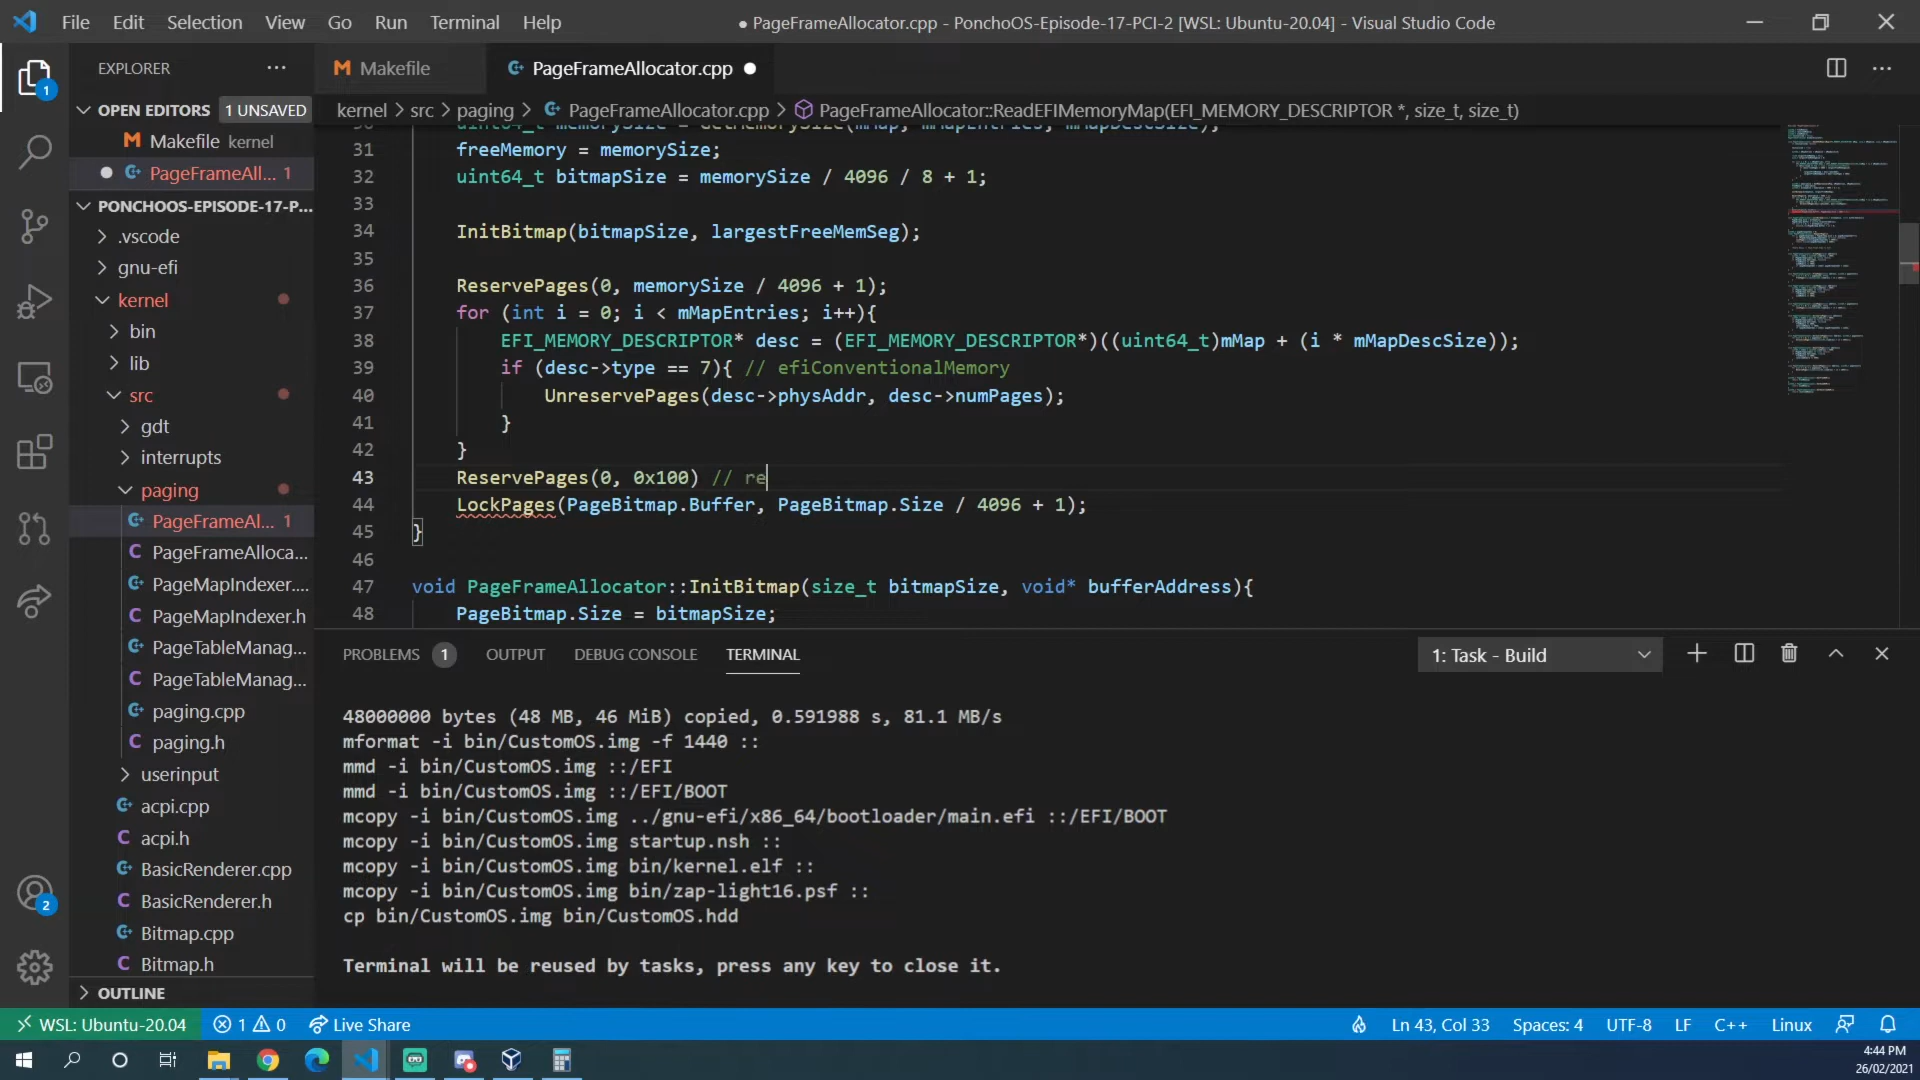 File Edit Selection View Go Run Terminal Help
● PageFrameAllocator.cpp - PonchoOS-Episode-17-PCI-2 [WSL: Ubuntu-20.04] - Visual Studio Code
1
2
EXPLORER
OPEN EDITORS 1 UNSAVED
Makefile kernel
PageFrameAll... 1
PONCHOOS-EPISODE-17-P...
.vscode
gnu-efi
kernel
bin
lib
src
gdt
interrupts
paging
PageFrameAl... 1
PageFrameAlloca...
PageMapIndexer....
PageMapIndexer.h
PageTableManag...
PageTableManag...
paging.cpp
paging.h
userinput
acpi.cpp
acpi.h
BasicRenderer.cpp
BasicRenderer.h
Bitmap.cpp
Bitmap.h
OUTLINE
Makefile
PageFrameAllocator.cpp
kernel > src > paging > PageFrameAllocator.cpp > PageFrameAllocator::ReadEFIMemoryMap(EFI_MEMORY_DESCRIPTOR *, size_t, size_t)
30 uint64_t memorySize = GetMemorySize(mMap, mMapEntries, mMapDescSize);
31 freeMemory = memorySize;
32 uint64_t bitmapSize = memorySize / 4096 / 8 + 1;
33
34 InitBitmap(bitmapSize, largestFreeMemSeg);
35
36 ReservePages(0, memorySize / 4096 + 1);
37 for (int i = 0; i < mMapEntries; i++){
38 EFI_MEMORY_DESCRIPTOR* desc = (EFI_MEMORY_DESCRIPTOR*)((uint64_t)mMap + (i * mMapDescSize));
39 if (desc->type == 7){ // efiConventionalMemory
40 UnreservePages(desc->physAddr, desc->numPages);
41 }
42 }
43 ReservePages(0, 0x100) // re
44 LockPages(PageBitmap.Buffer, PageBitmap.Size / 4096 + 1);
45 }
46
47 void PageFrameAllocator::InitBitmap(size_t bitmapSize, void* bufferAddress){
48 PageBitmap.Size = bitmapSize;
PROBLEMS 1 OUTPUT DEBUG CONSOLE TERMINAL
1: Task - Build
48000000 bytes (48 MB, 46 MiB) copied, 0.591988 s, 81.1 MB/s
mformat -i bin/CustomOS.img -f 1440 ::
mmd -i bin/CustomOS.img ::/EFI
mmd -i bin/CustomOS.img ::/EFI/BOOT
mcopy -i bin/CustomOS.img ../gnu-efi/x86_64/bootloader/main.efi ::/EFI/BOOT
mcopy -i bin/CustomOS.img startup.nsh ::
mcopy -i bin/CustomOS.img bin/kernel.elf ::
mcopy -i bin/CustomOS.img bin/zap-light16.psf ::
cp bin/CustomOS.img bin/CustomOS.hdd
Terminal will be reused by tasks, press any key to close it.
WSL: Ubuntu-20.04 1 0 Live Share Ln 43, Col 33 Spaces: 4 UTF-8 LF C++ Linux
4:44 PM
26/02/2021